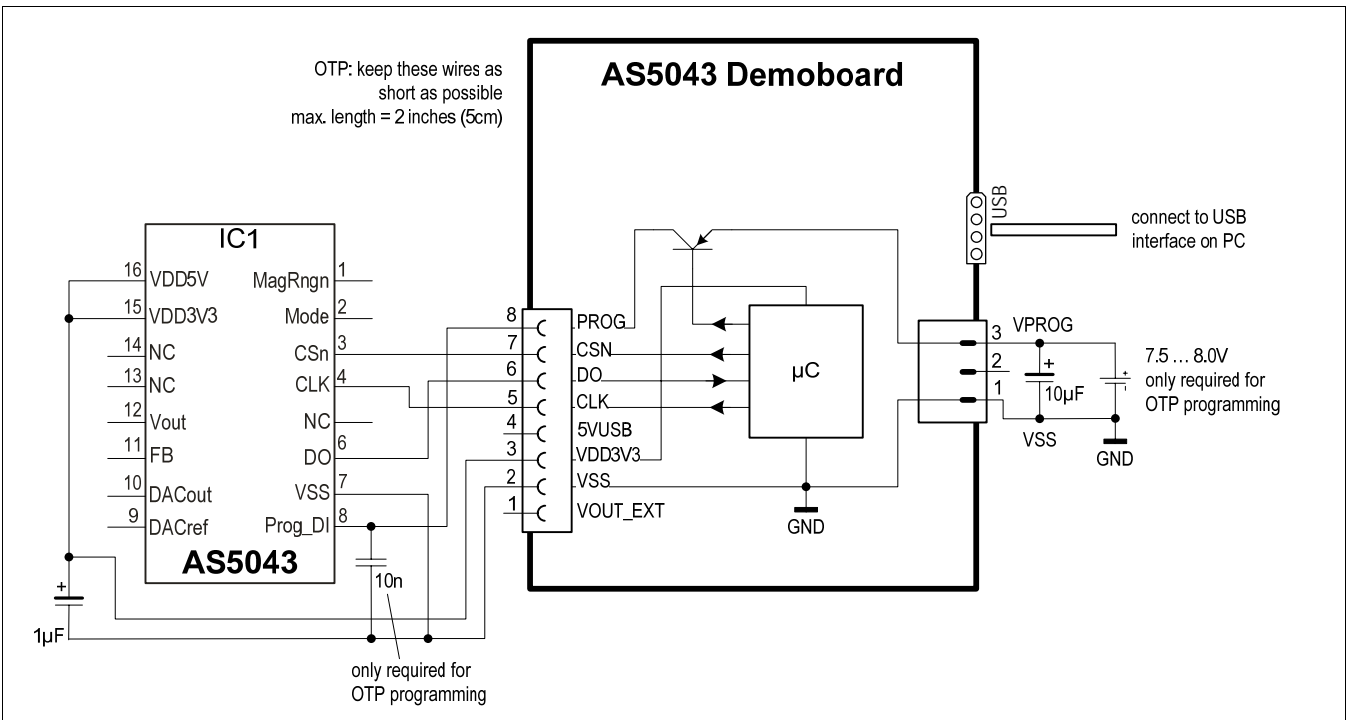 OTP: keep these wires as
short as possible
max. length = 2 inches (5cm)
AS5043 Demoboard
USB
connect to USB
interface on PC
IC1
16 VDD5V
15 VDD3V3
14 NC
13 NC
12 Vout
11 FB
10 DACout
9 DACref
MagRngn 1
Mode 2
CSn 3
CLK 4
NC
DO 6
VSS 7
Prog_DI 8
AS5043
+
1µF
10n
only required for
OTP programming
8 PROG
7 CSN
6 DO
5 CLK
4 5VUSB
3 VDD3V3
2 VSS
1 VOUT_EXT
µC
GND
3 VPROG
2
1
+
10µF
VSS
+
-
GND
7.5 ... 8.0V
only required for
OTP programming